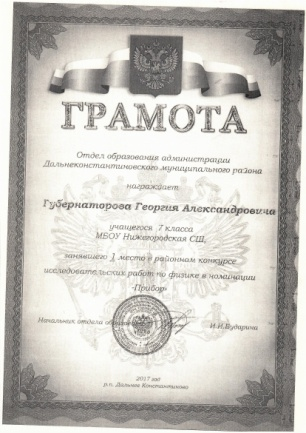 ГРАМОТА
Отдел образования администрации
Дальнеконстантиновского муниципального района
награждает
Губернаторова Георгия Александровича
учащегося 7 класса
МБОУ Нижегородская СШ,
занявшего 1 место в районном конкурсе
исследовательских работ по физике в номинации
«Прибор»
Начальник отдела образования И.Н.Бударина
2017 год
р.п. Дальнее Константиново